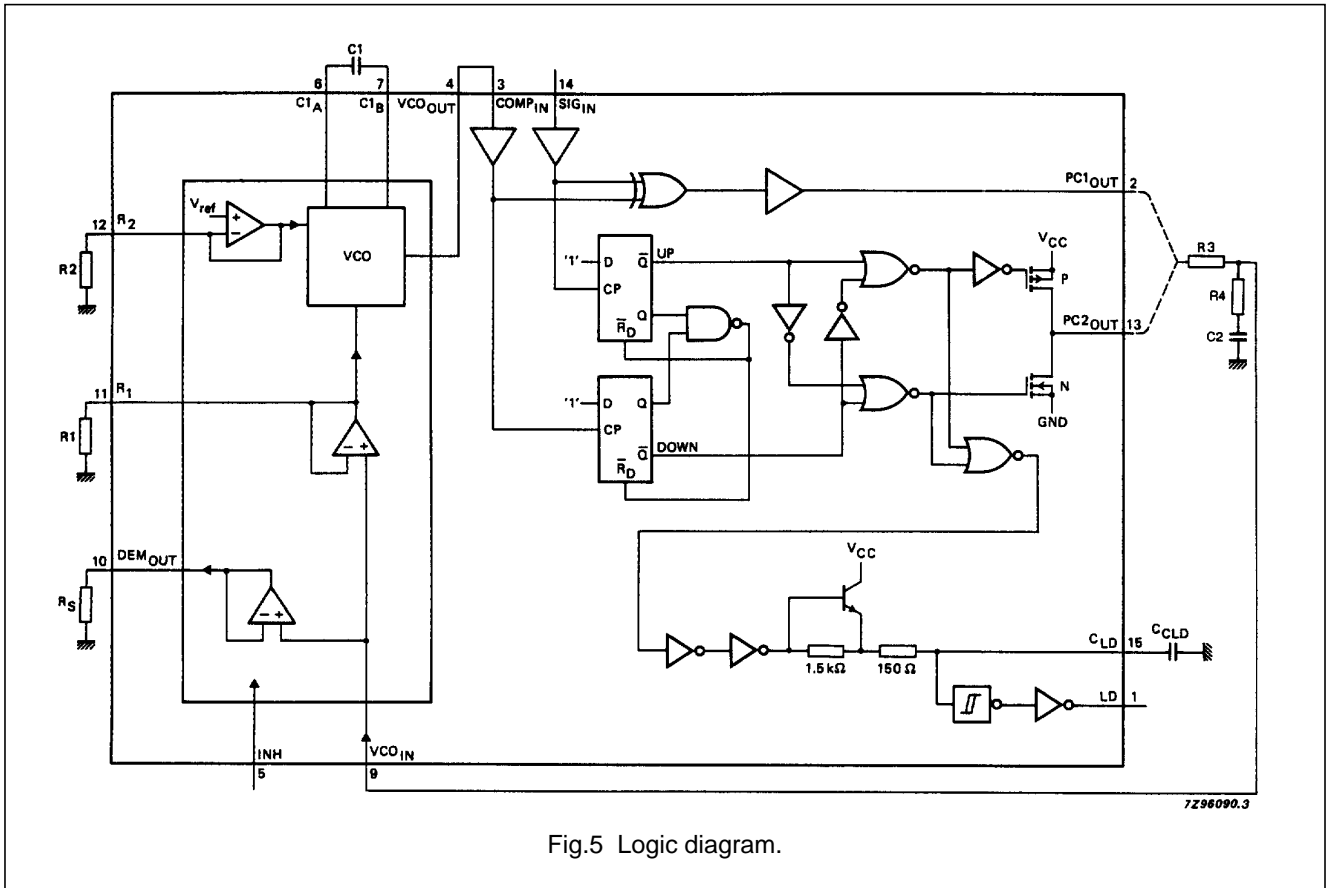 C1
6
7
4
3
14
C1A
C1B
VCOOUT
COMPIN
SIGIN
Vref
+
−
12
R2
R2
VCO
PC1OUT
2
'1'
D
Q̅
UP
CP
Q
R̅D
VCC
P
R3
R4
C2
PC2OUT
13
11
R1
R1
− +
'1'
D
Q
CP
Q̅
DOWN
R̅D
N
GND
10
DEMOUT
RS
− +
VCC
1.5 kΩ
150 Ω
CLD
15
CCLD
LD
1
INH
5
VCOIN
9
7Z96090.3
Fig.5 Logic diagram.